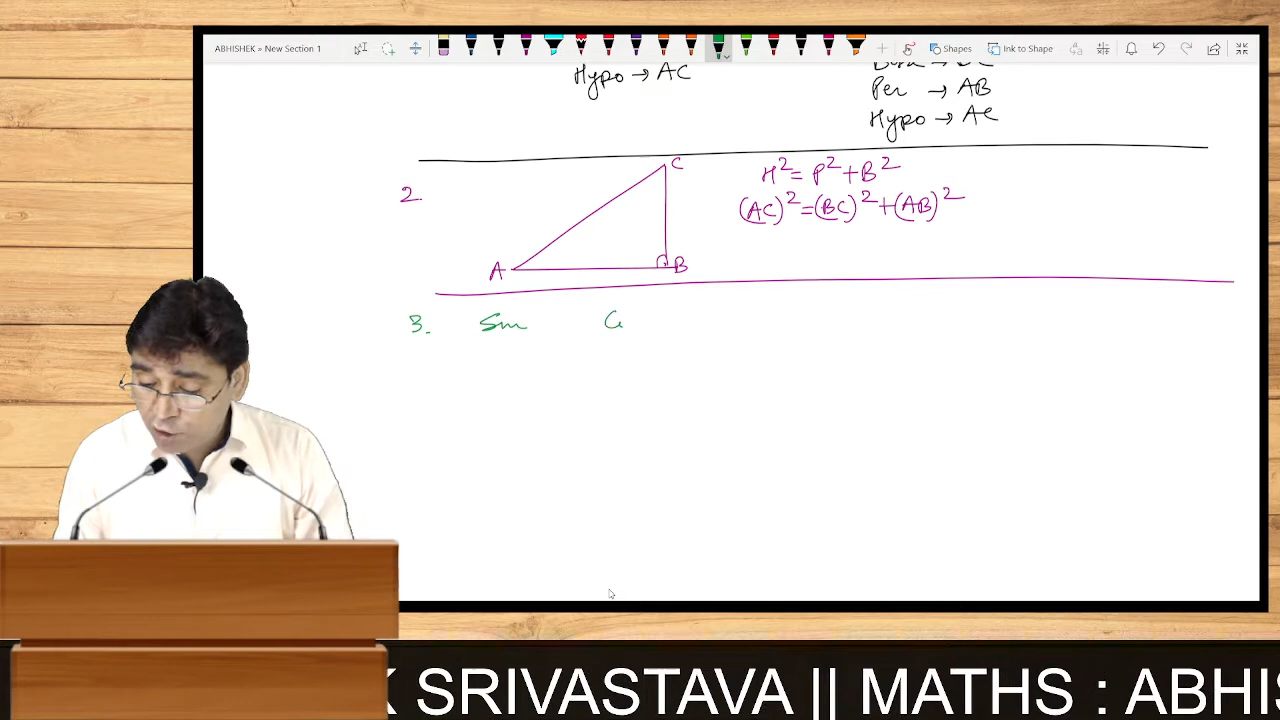 ABHISHEK » New Section 1
Shapes
Ink to Shape
Hypo → AC
Per → AB
Hypo → AC
2.
C
A
B
H²= P²+B²
(AC)²=(BC)²+(AB)²
3. Sin C
SRIVASTAVA || MATHS : ABHIS